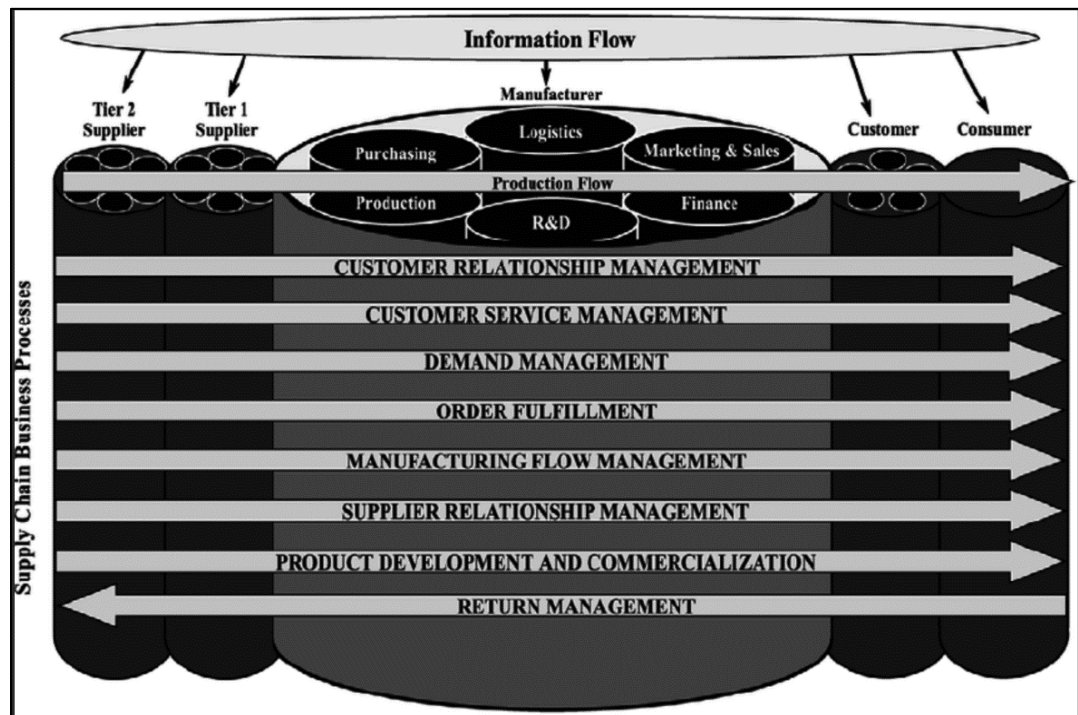 Information Flow
Manufacturer
Tier 2
Supplier
Tier 1
Supplier
Customer
Consumer
Logistics
Purchasing
Marketing & Sales
Production Flow
Production
Finance
R&D
Supply Chain Business Processes
CUSTOMER RELATIONSHIP MANAGEMENT
CUSTOMER SERVICE MANAGEMENT
DEMAND MANAGEMENT
ORDER FULFILLMENT
MANUFACTURING FLOW MANAGEMENT
SUPPLIER RELATIONSHIP MANAGEMENT
PRODUCT DEVELOPMENT AND COMMERCIALIZATION
RETURN MANAGEMENT